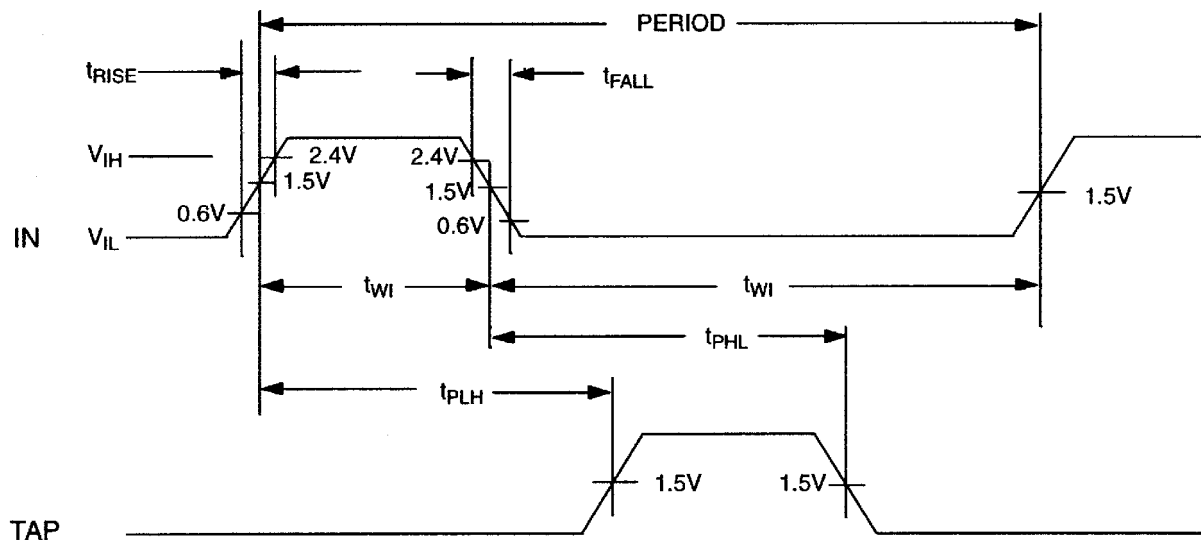 PERIOD
tRISE
tFALL
VIH
2.4V
2.4V
1.5V
1.5V
1.5V
0.6V
0.6V
IN
VIL
tWI
tWI
tPHL
tPLH
1.5V
1.5V
TAP